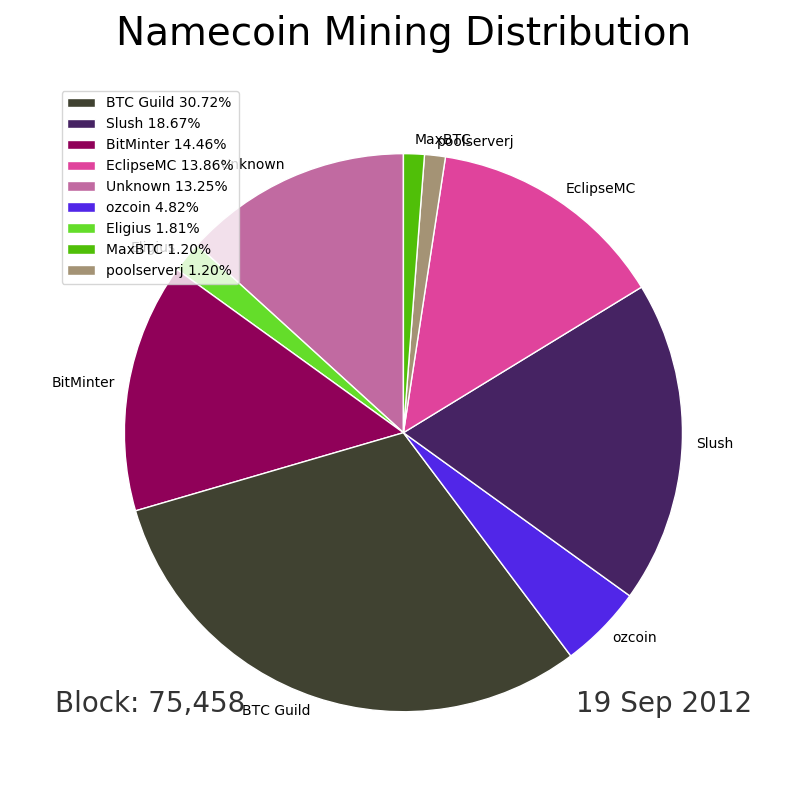 Namecoin Mining Distribution
BTC Guild 30.72%
Slush 18.67%
BitMinter 14.46%
EclipseMC 13.86%
Unknown 13.25%
ozcoin 4.82%
Eligius 1.81%
MaxBTC 1.20%
poolserverj 1.20%
MaxBTC
poolserverj
Unknown
EclipseMC
Eligius
BitMinter
Slush
ozcoin
BTC Guild
Block: 75,458
19 Sep 2012